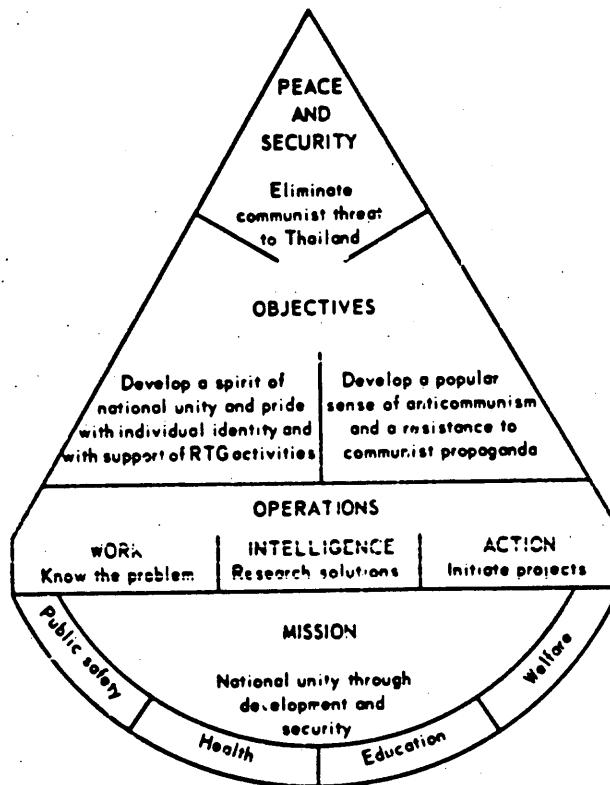 PEACE
AND
SECURITY
Eliminate
communist threat
to Thailand
OBJECTIVES
Develop a spirit of
national unity and pride
with individual identity and
with support of RTG activities
Develop a popular
sense of anticommunism
and a resistance to
communist propaganda
OPERATIONS
WORK
Know the problem
INTELLIGENCE
Research solutions
ACTION
Initiate projects
MISSION
National unity through
development and
security
Public safety
Health
Education
Welfare